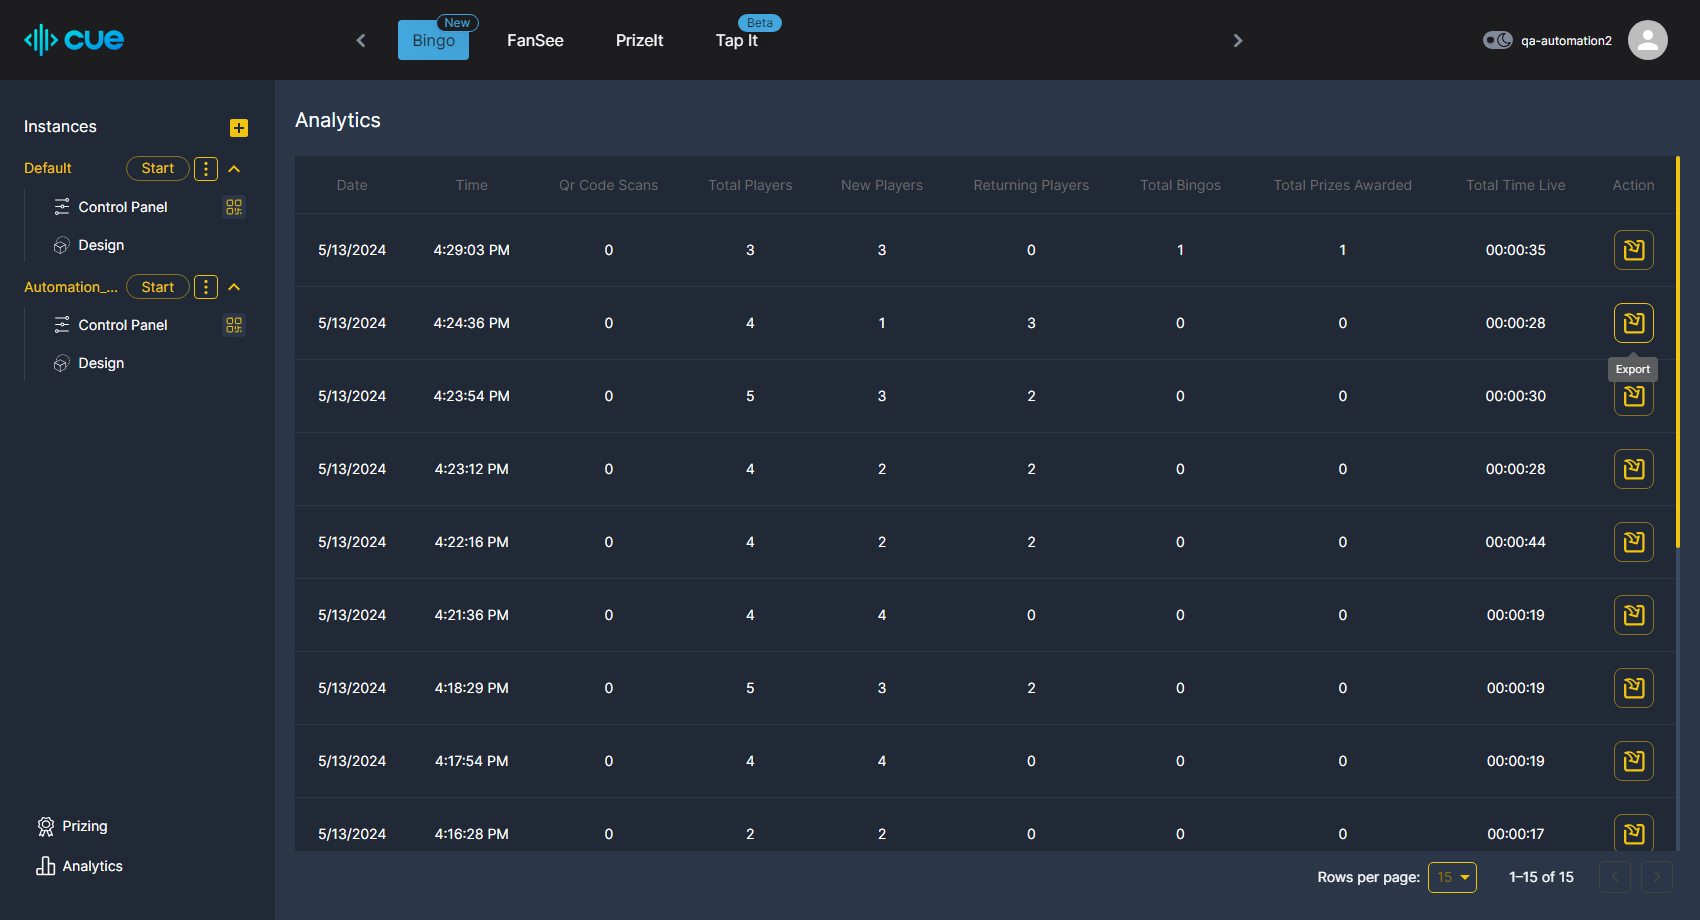 cue
Bingo New FanSee PrizeIt Tap It Beta qa-automation2
Instances
Default Start
Control Panel
Design
Automation_... Start
Control Panel
Design
Prizing
Analytics
Analytics
Date Time Qr Code Scans Total Players New Players Returning Players Total Bingos Total Prizes Awarded Total Time Live Action
5/13/2024 4:29:03 PM 0 3 3 0 1 1 00:00:35
5/13/2024 4:24:36 PM 0 4 1 3 0 0 00:00:28
Export
5/13/2024 4:23:54 PM 0 5 3 2 0 0 00:00:30
5/13/2024 4:23:12 PM 0 4 2 2 0 0 00:00:28
5/13/2024 4:22:16 PM 0 4 2 2 0 0 00:00:44
5/13/2024 4:21:36 PM 0 4 4 0 0 0 00:00:19
5/13/2024 4:18:29 PM 0 5 3 2 0 0 00:00:19
5/13/2024 4:17:54 PM 0 4 4 0 0 0 00:00:19
5/13/2024 4:16:28 PM 0 2 2 0 0 0 00:00:17
Rows per page: 15 1–15 of 15